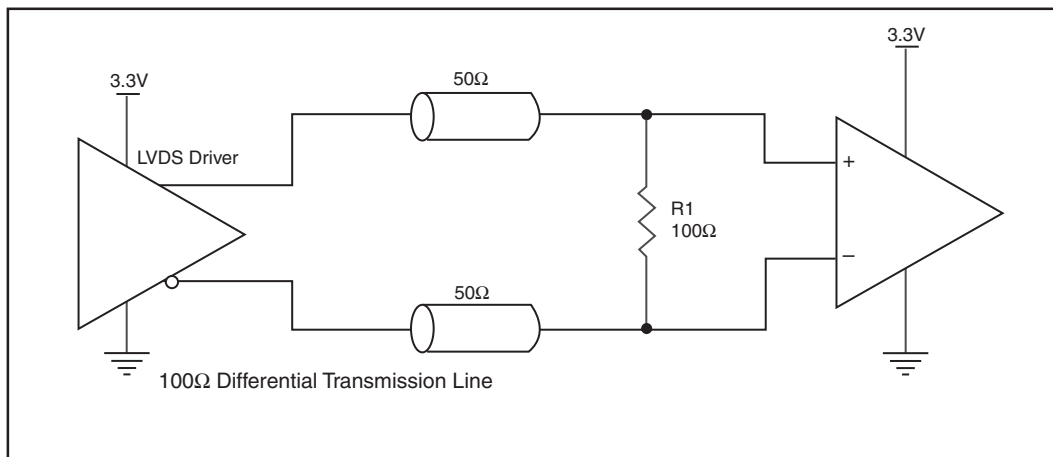 3.3V
50Ω
3.3V
LVDS Driver
+
R1
100Ω
−
50Ω
100Ω Differential Transmission Line